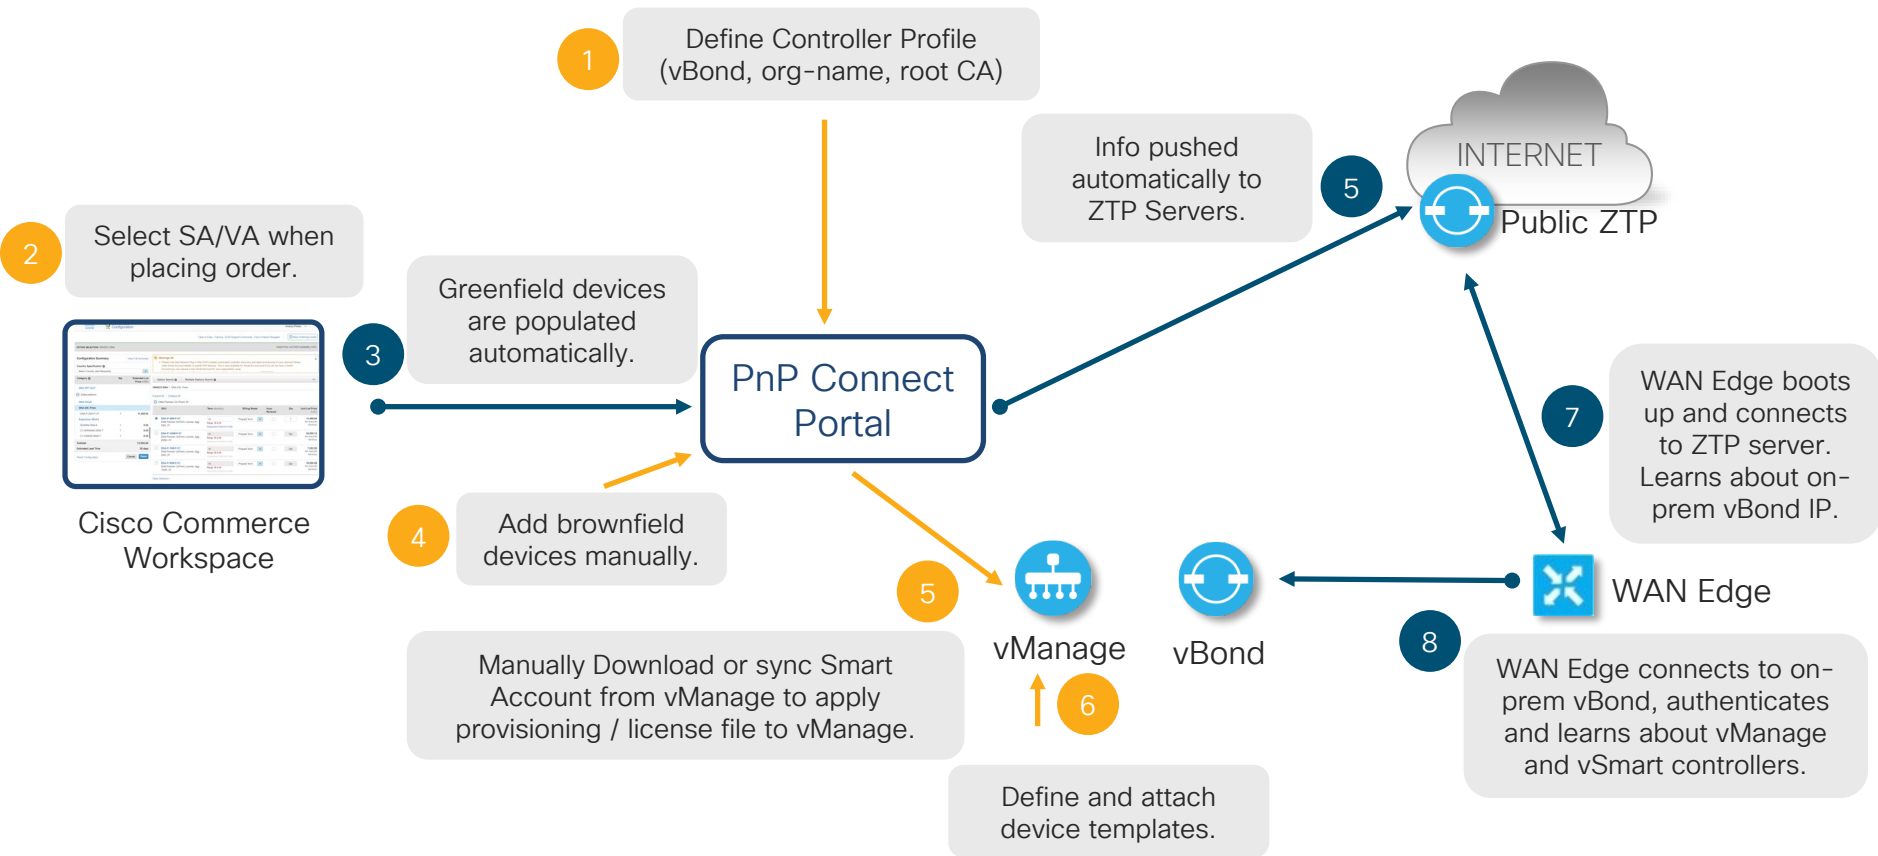 1
Define Controller Profile
(vBond, org-name, root CA)
INTERNET
Info pushed
automatically to
ZTP Servers.
5
Public ZTP
2
Select SA/VA when
placing order.
Greenfield devices
are populated
automatically.
3
Configuration
PnP Connect
Portal
WAN Edge boots
up and connects
to ZTP server.
Learns about on-
prem vBond IP.
7
Cisco Commerce
Workspace
4
Add brownfield
devices manually.
5
vManage
vBond
WAN Edge
8
Manually Download or sync Smart
Account from vManage to apply
provisioning / license file to vManage.
6
WAN Edge connects to on-
prem vBond, authenticates
and learns about vManage
and vSmart controllers.
Define and attach
device templates.